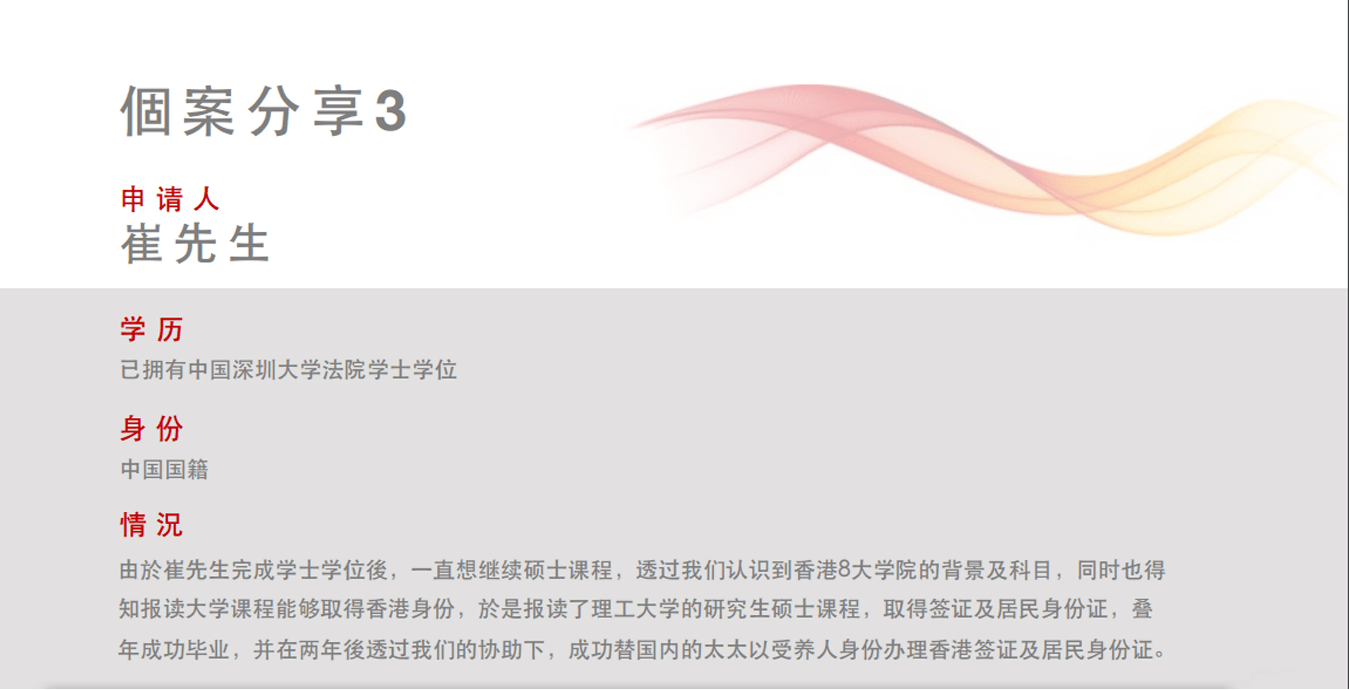 個案分享3
申请人
崔先生
学历
已拥有中国深圳大学法院学士学位
身份
中国国籍
情况
由於崔先生完成学士学位後，一直想继续硕士课程，透过我们认识到香港8大学院的背景及科目，同时也得
知报读大学课程能够取得香港身份，於是报读了理工大学的研究生硕士课程，取得签证及居民身份证，叠
年成功毕业，并在两年後透过我们的协助下，成功替国内的太太以受养人身份办理香港签证及居民身份证。